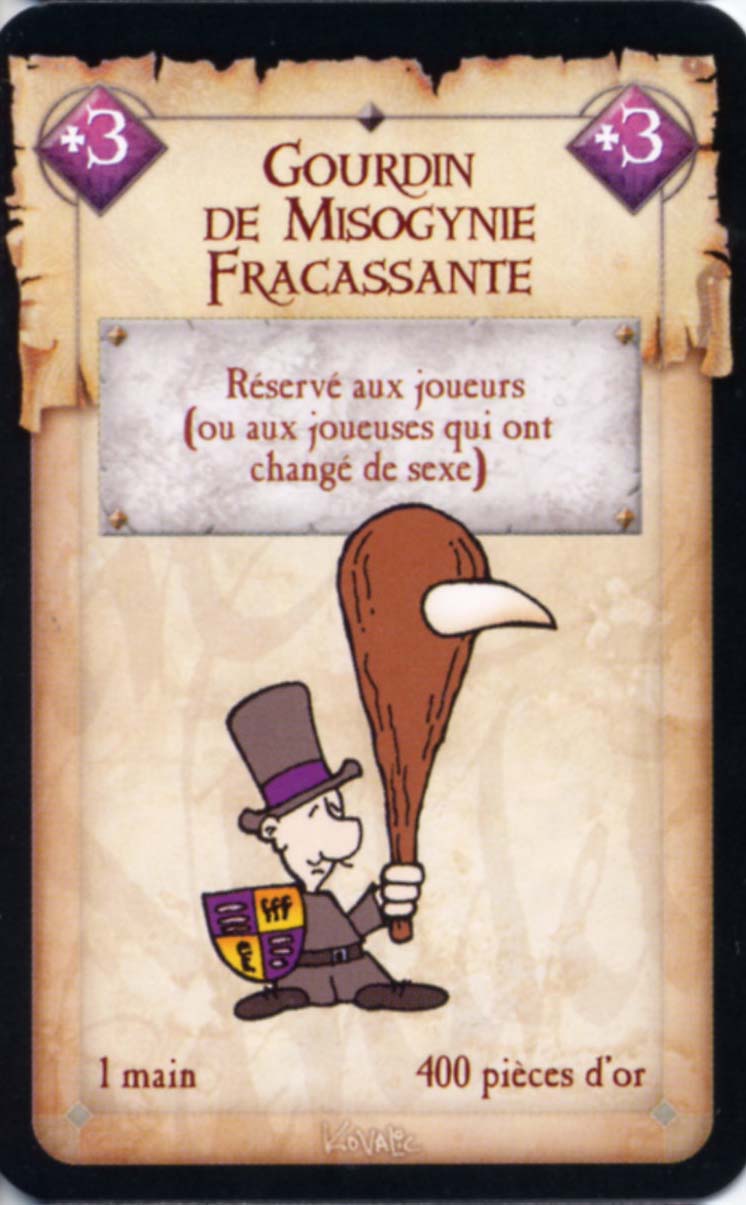 +3
+3
Gourdin
de Misogynie
Fracassante
Réservé aux joueurs
(ou aux joueuses qui ont
changé de sexe)
1 main
400 pièces d'or
Kovalic